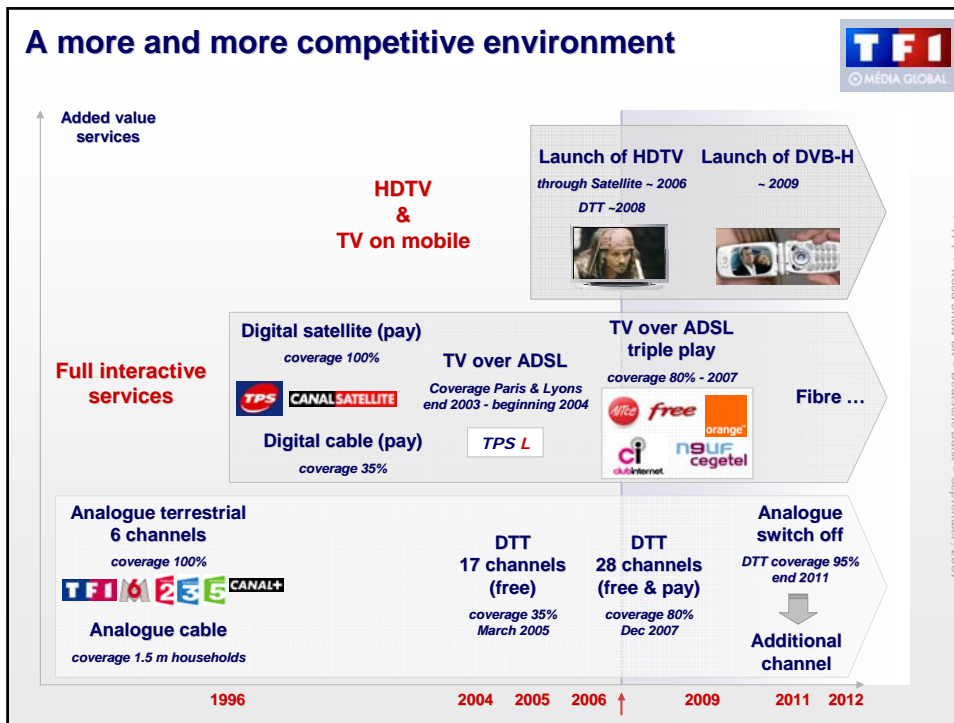 A more and more competitive environment
TF1
MÉDIA GLOBAL
Added value
services
HDTV
&
TV on mobile
Launch of HDTV
through Satellite ~ 2006
DTT ~2008
Launch of DVB-H
~ 2009
Full interactive
services
Digital satellite (pay)
coverage 100%
TPS
CANALSATELLITE
Digital cable (pay)
coverage 35%
TV over ADSL
Coverage Paris & Lyons
end 2003 - beginning 2004
TPS L
TV over ADSL
triple play
coverage 80% - 2007
Alice
free
orange
ci
clubinternet
neuf
cegetel
Fibre ...
Analogue terrestrial
6 channels
coverage 100%
TF1 M6 2 3 5 CANAL+
Analogue cable
coverage 1.5 m households
DTT
17 channels
(free)
coverage 35%
March 2005
DTT
28 channels
(free & pay)
coverage 80%
Dec 2007
Analogue
switch off
DTT coverage 95%
end 2011
Additional
channel
1996 2004 2005 2006 2009 2011 2012